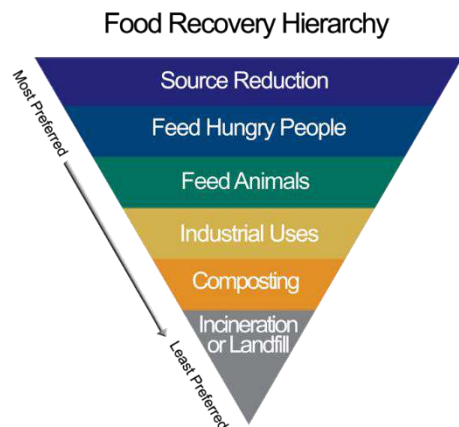 Food Recovery Hierarchy
Most Preferred
Source Reduction
Feed Hungry People
Feed Animals
Industrial Uses
Composting
Incineration
or Landfill
Least Preferred